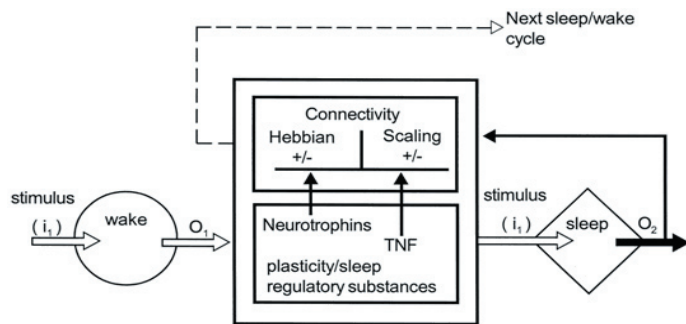 Next sleep/wake
cycle
Connectivity
Hebbian Scaling
+/- +/-
stimulus
(i₁)
wake
O₁
Neurotrophins
TNF
plasticity/sleep
regulatory substances
stimulus
(i₁)
sleep
O₂